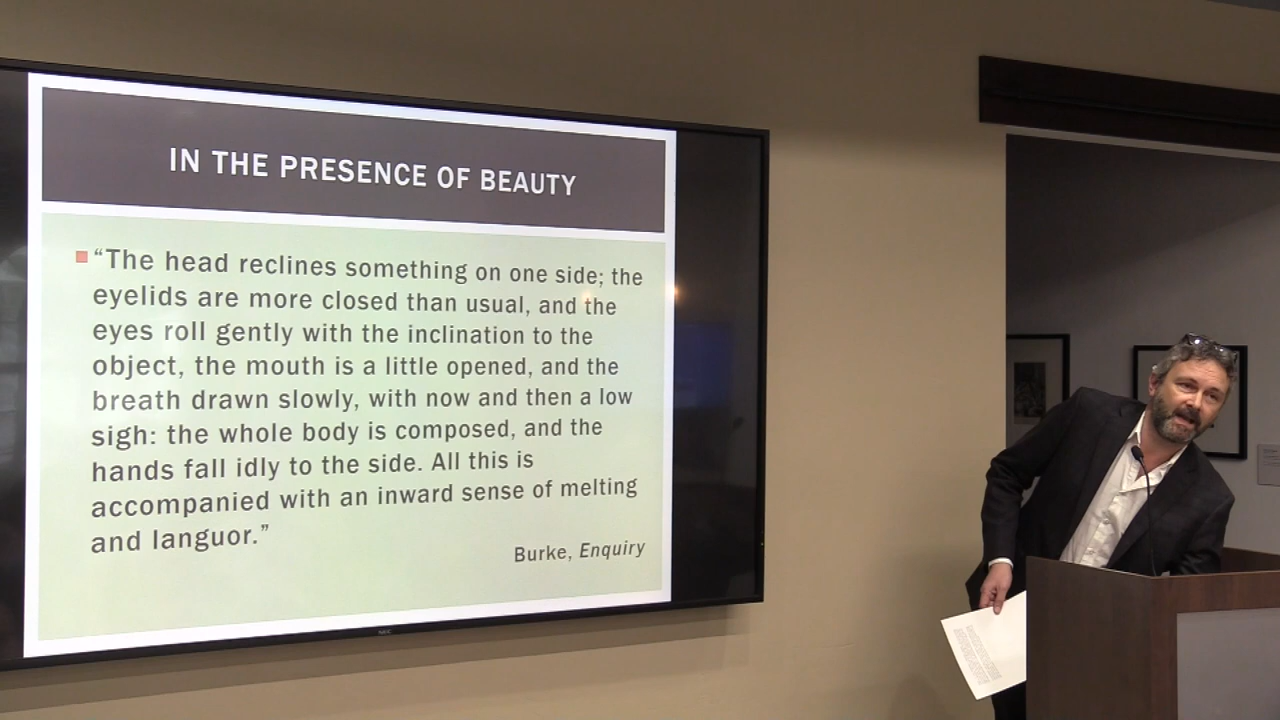 IN THE PRESENCE OF BEAUTY
“The head reclines something on one side; the
eyelids are more closed than usual, and the
eyes roll gently with the inclination to the
object, the mouth is a little opened, and the
breath drawn slowly, with now and then a low
sigh: the whole body is composed, and the
hands fall idly to the side. All this is
accompanied with an inward sense of melting
and languor.”
Burke, Enquiry
NEC